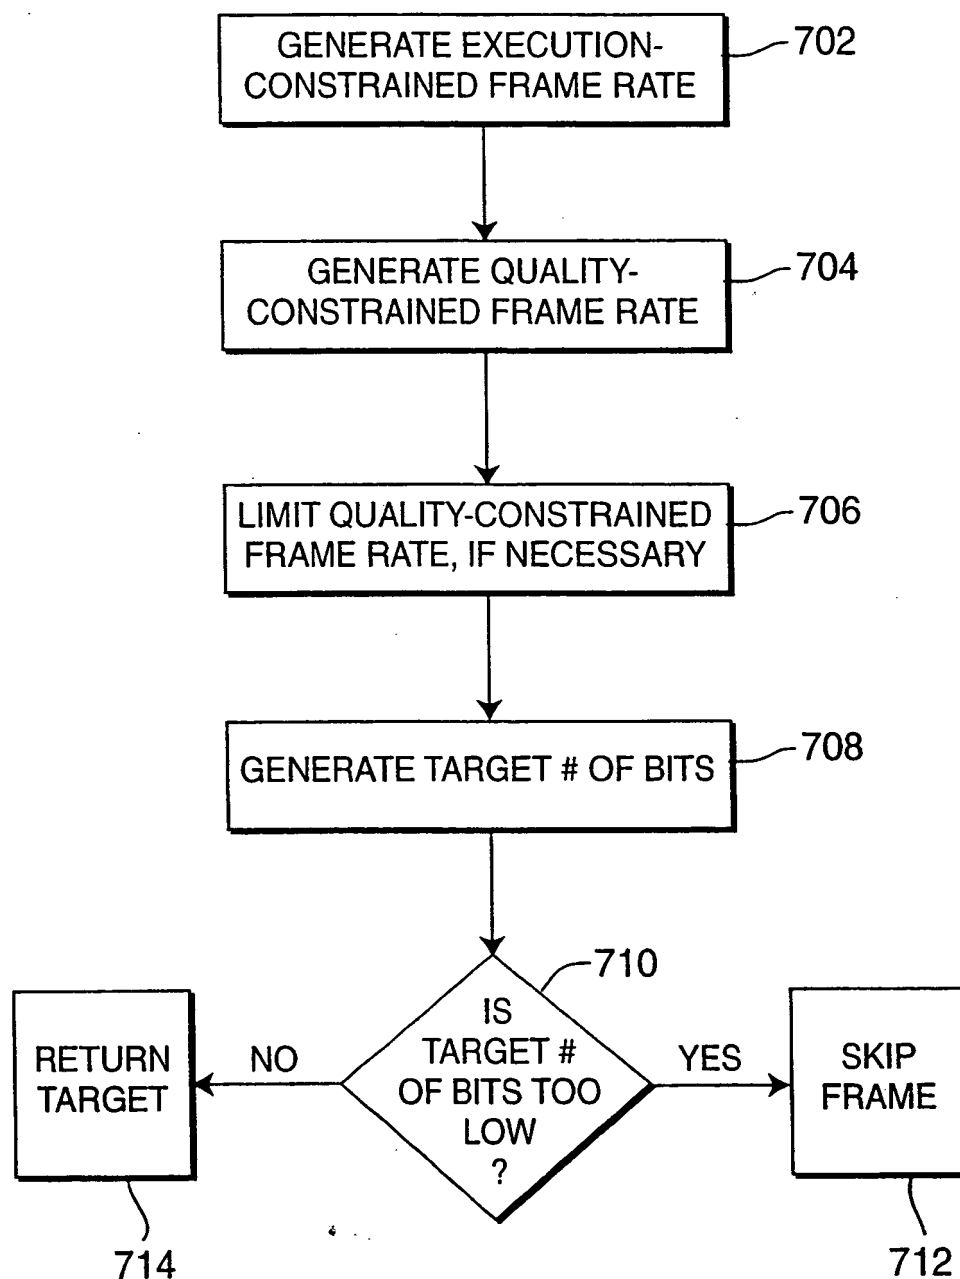 GENERATE EXECUTION-
CONSTRAINED FRAME RATE
702
GENERATE QUALITY-
CONSTRAINED FRAME RATE
704
LIMIT QUALITY-CONSTRAINED
FRAME RATE, IF NECESSARY
706
GENERATE TARGET # OF BITS
708
710
IS
TARGET #
OF BITS TOO
LOW
?
NO
YES
RETURN
TARGET
714
SKIP
FRAME
712